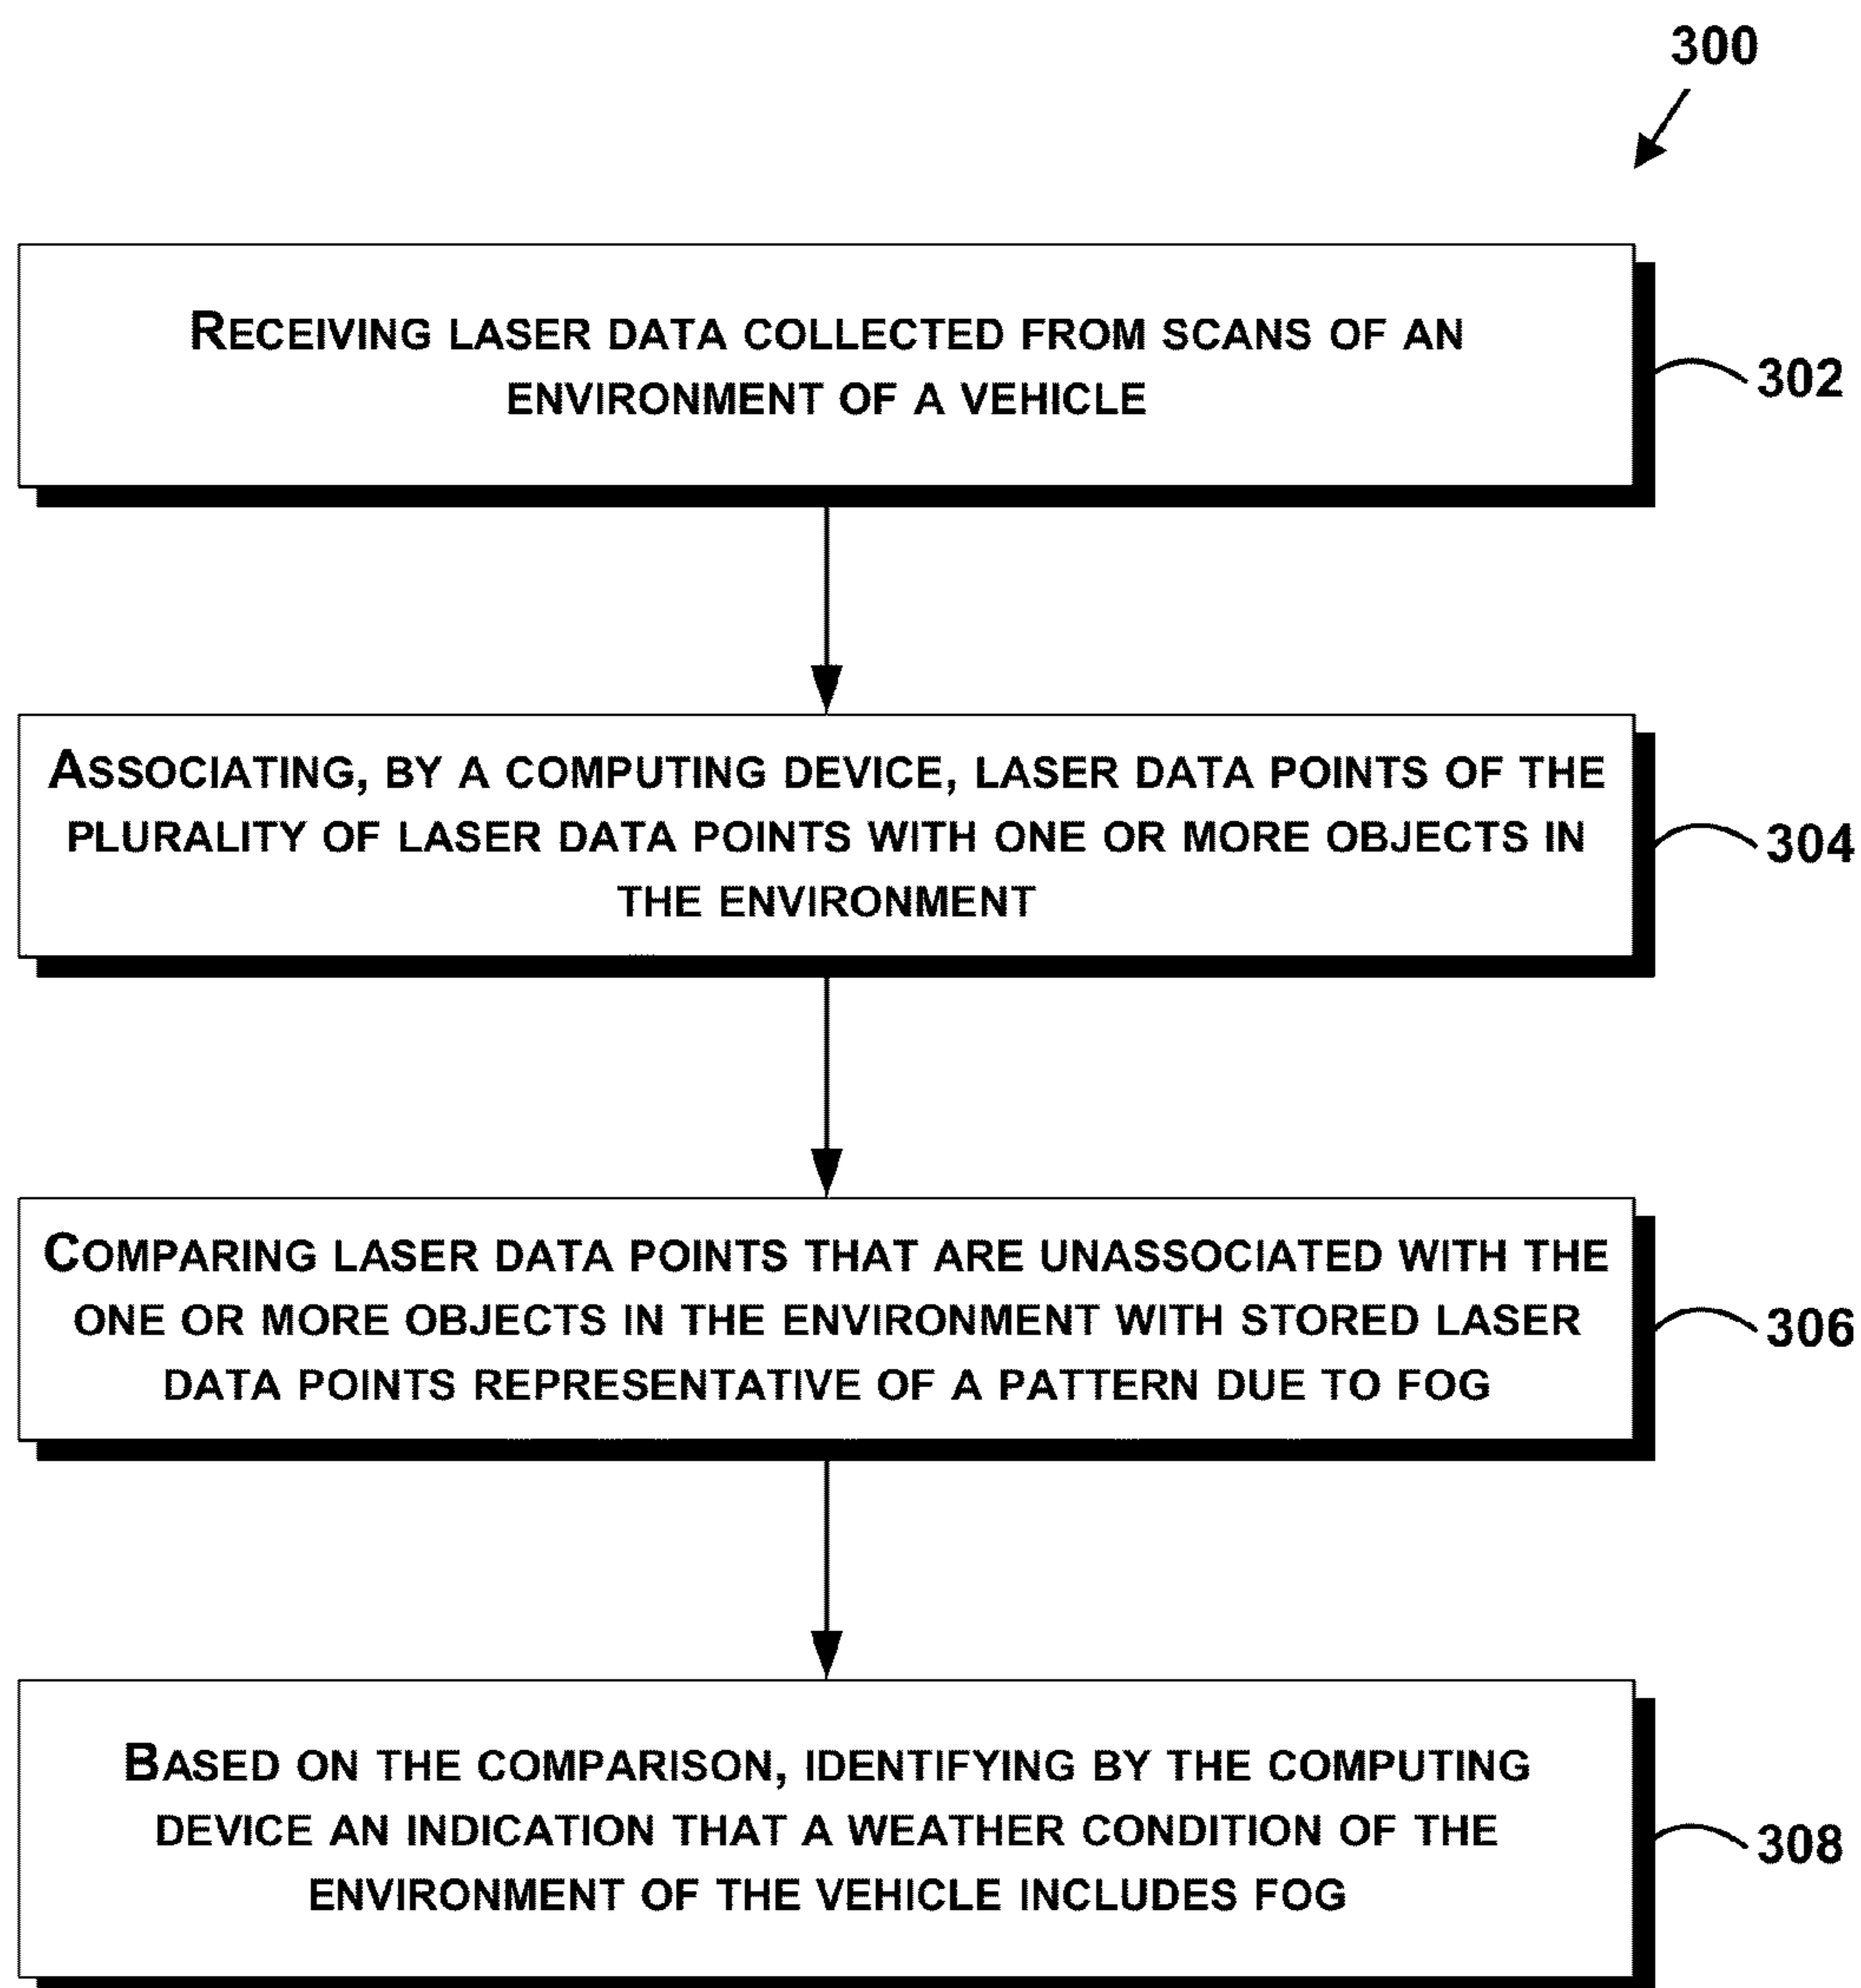 300
RECEIVING LASER DATA COLLECTED FROM SCANS OF AN
ENVIRONMENT OF A VEHICLE
302
ASSOCIATING, BY A COMPUTING DEVICE, LASER DATA POINTS OF THE
PLURALITY OF LASER DATA POINTS WITH ONE OR MORE OBJECTS IN
THE ENVIRONMENT
304
COMPARING LASER DATA POINTS THAT ARE UNASSOCIATED WITH THE
ONE OR MORE OBJECTS IN THE ENVIRONMENT WITH STORED LASER
DATA POINTS REPRESENTATIVE OF A PATTERN DUE TO FOG
306
BASED ON THE COMPARISON, IDENTIFYING BY THE COMPUTING
DEVICE AN INDICATION THAT A WEATHER CONDITION OF THE
ENVIRONMENT OF THE VEHICLE INCLUDES FOG
308